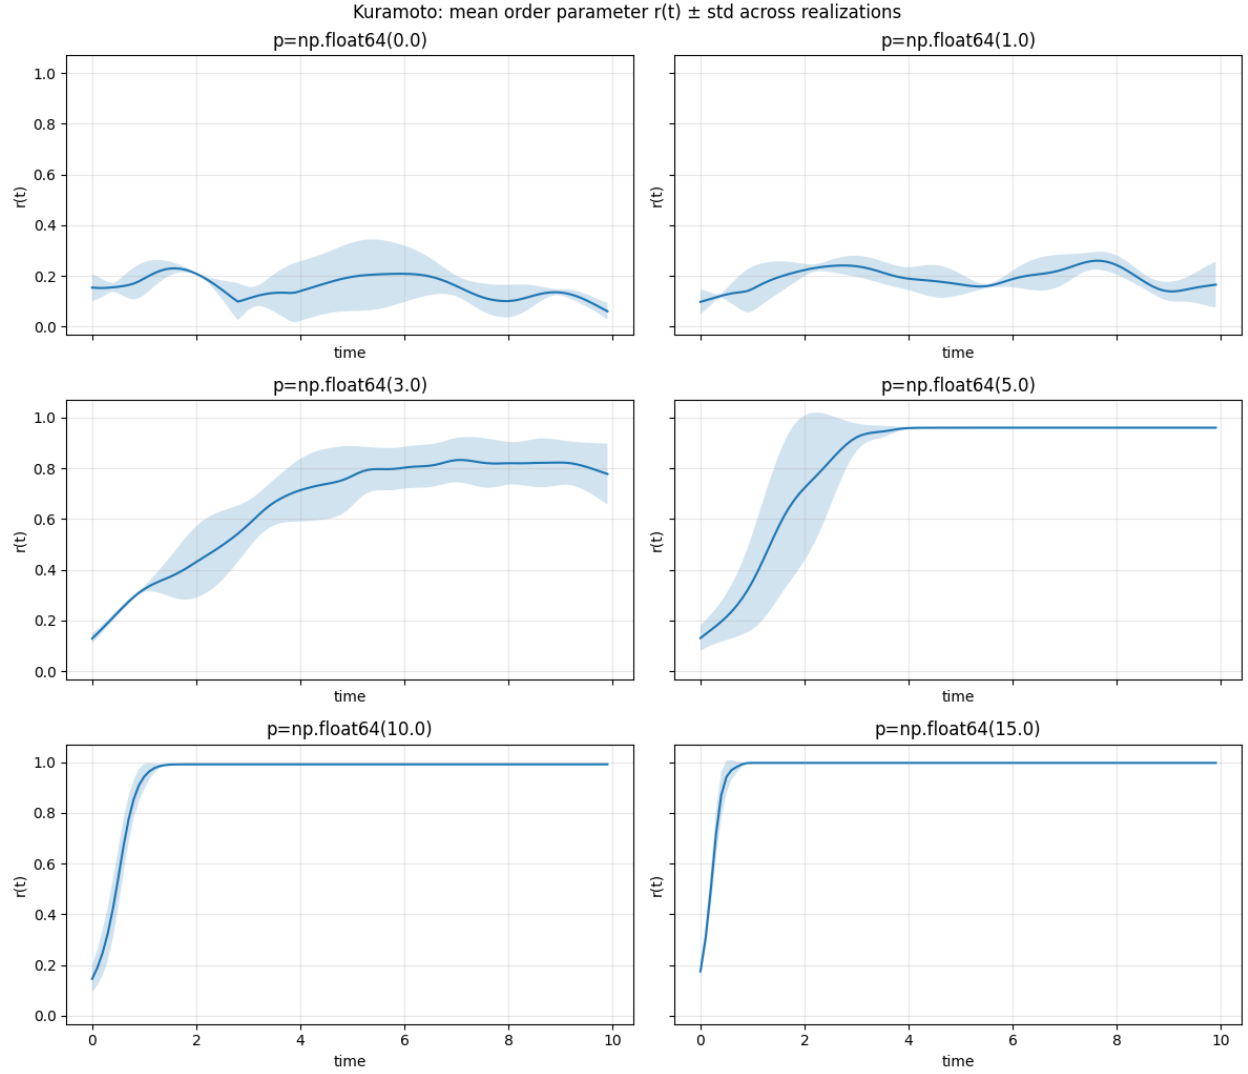 Kuramoto: mean order parameter r(t) ± std across realizations
p=np.float64(0.0)
p=np.float64(1.0)
1.0
0.8
0.6
0.4
0.2
0.0
r(t)
r(t)
time
time
p=np.float64(3.0)
p=np.float64(5.0)
1.0
0.8
0.6
0.4
0.2
0.0
r(t)
r(t)
time
time
p=np.float64(10.0)
p=np.float64(15.0)
1.0
0.8
0.6
0.4
0.2
0.0
r(t)
r(t)
0 2 4 6 8 10
0 2 4 6 8 10
time
time